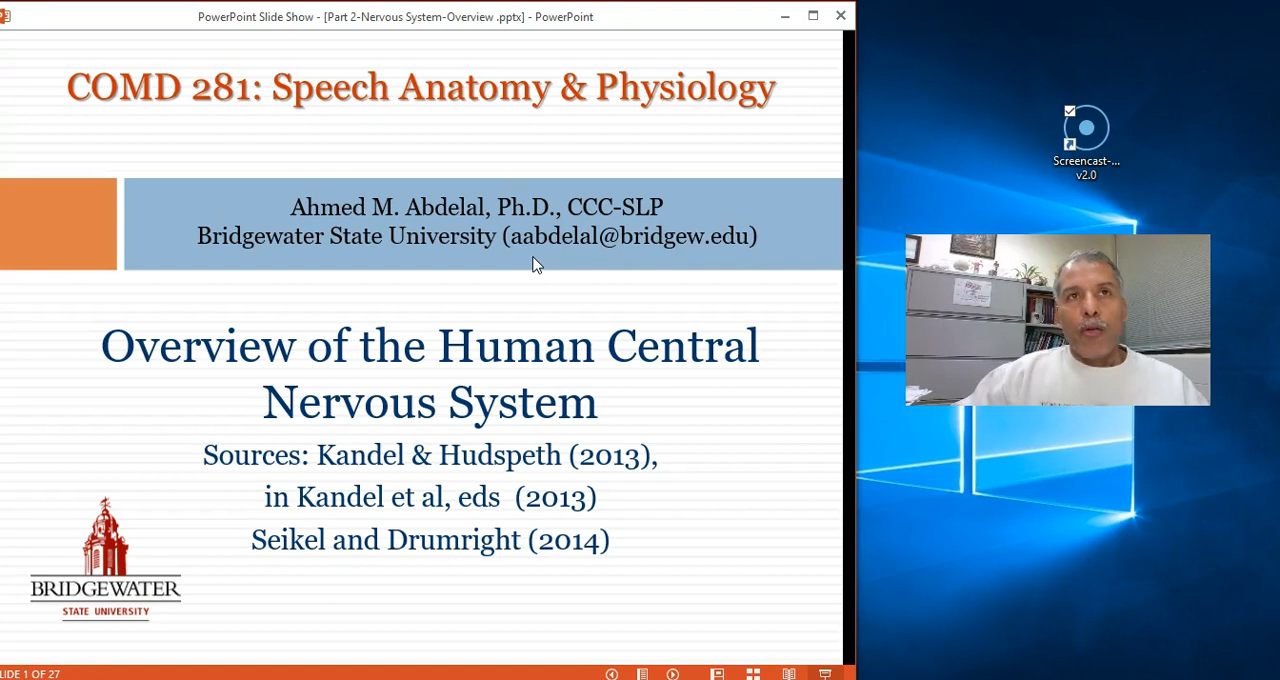 PowerPoint Slide Show - [Part 2-Nervous System-Overview .pptx] - PowerPoint
COMD 281: Speech Anatomy & Physiology
Ahmed M. Abdelal, Ph.D., CCC-SLP
Bridgewater State University (aabdelal@bridgew.edu)
Overview of the Human Central
Nervous System
Sources: Kandel & Hudspeth (2013),
in Kandel et al, eds (2013)
Seikel and Drumright (2014)
BRIDGEWATER
STATE UNIVERSITY
LIDE 1 OF 27
Screencast-...
v2.0